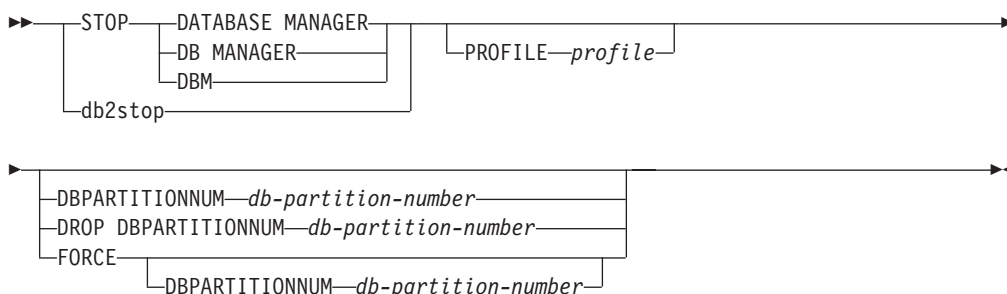 STOP DATABASE MANAGER
DB MANAGER PROFILE profile
DBM
db2stop
DBPARTITIONNUM db-partition-number
DROP DBPARTITIONNUM db-partition-number
FORCE
DBPARTITIONNUM db-partition-number